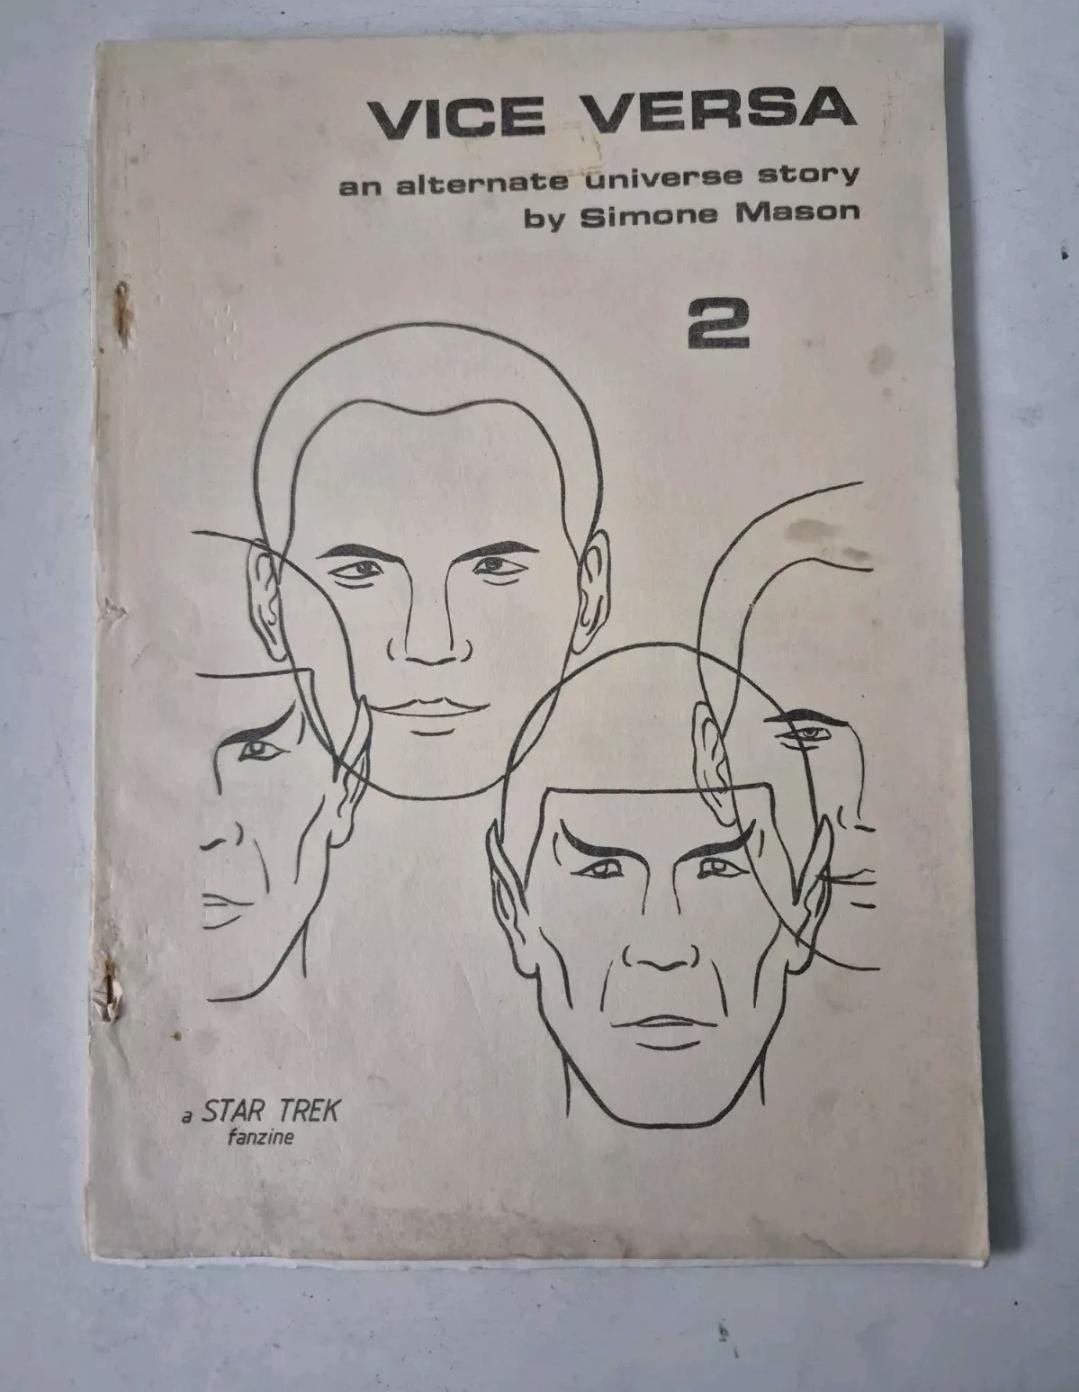 VICE VERSA
an alternate universe story
by Simone Mason
2
a STAR TREK
fanzine